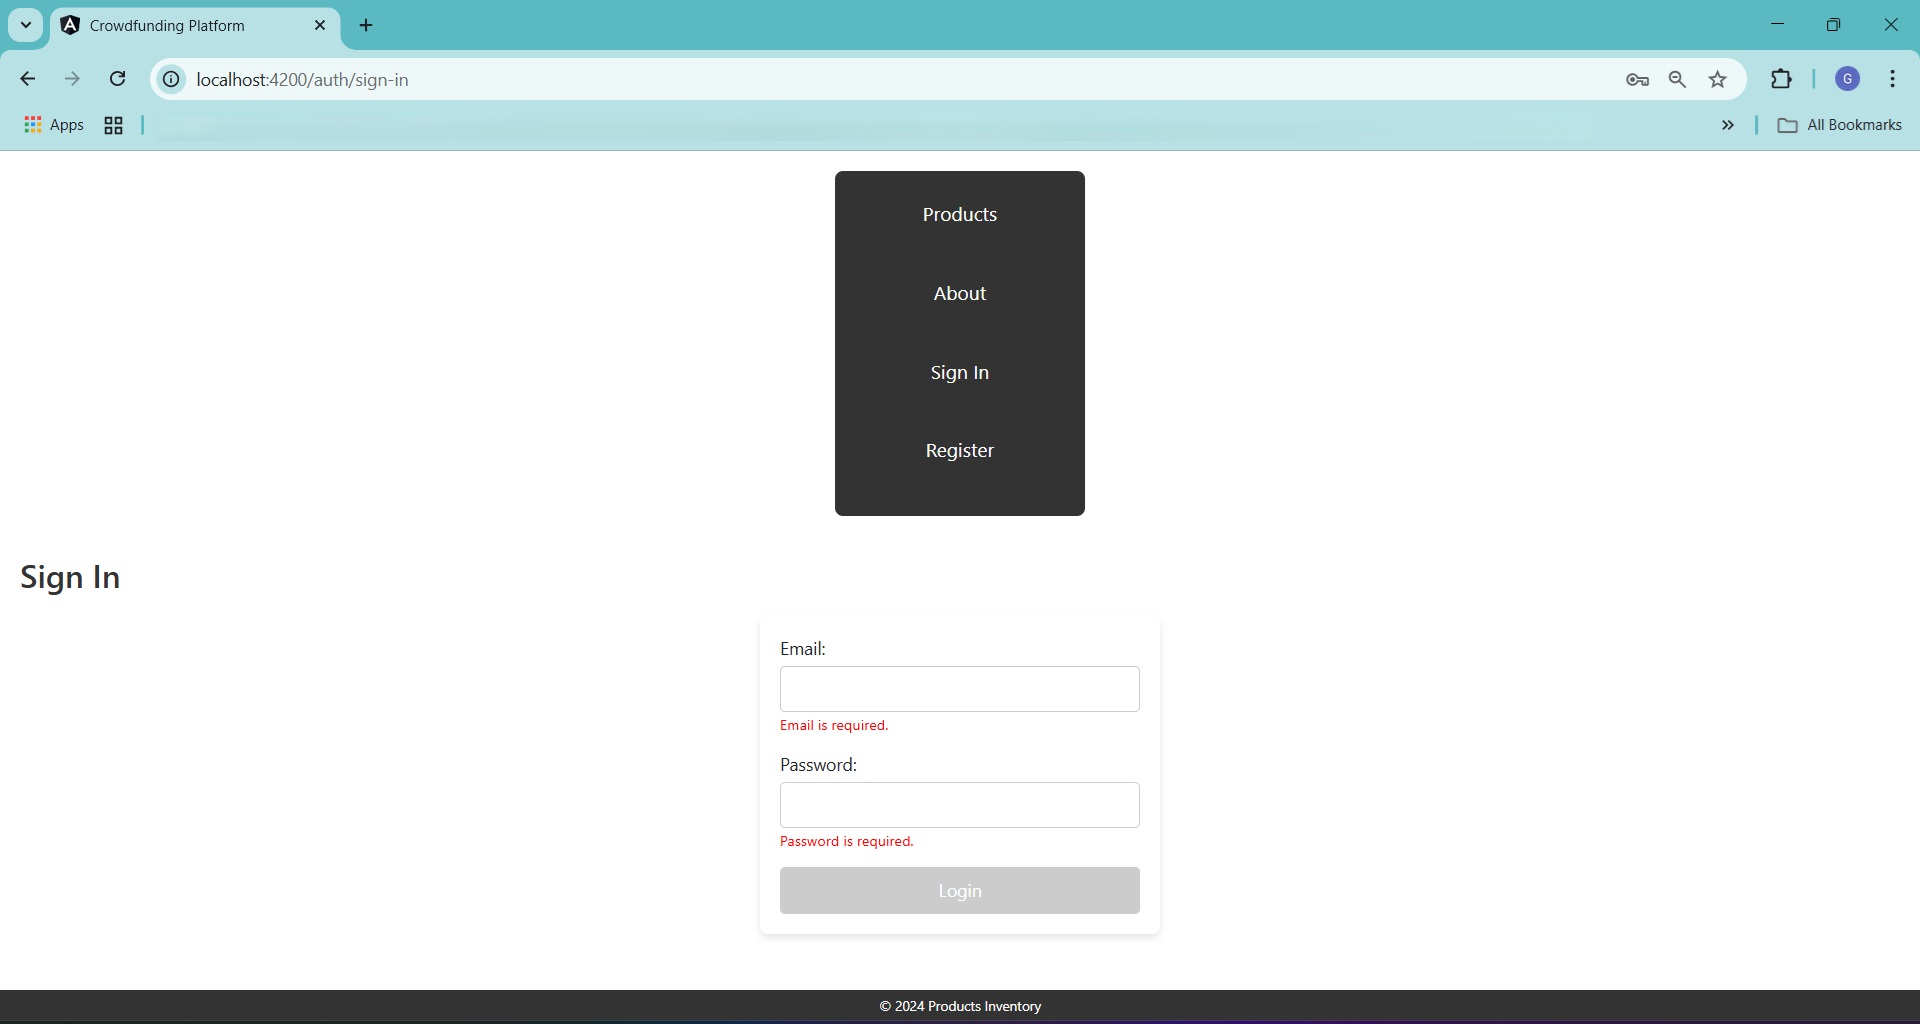 Crowdfunding Platform
localhost:4200/auth/sign-in
G
Apps
All Bookmarks
Products
About
Sign In
Register
Sign In
Email:
Email is required.
Password:
Password is required.
Login
© 2024 Products Inventory